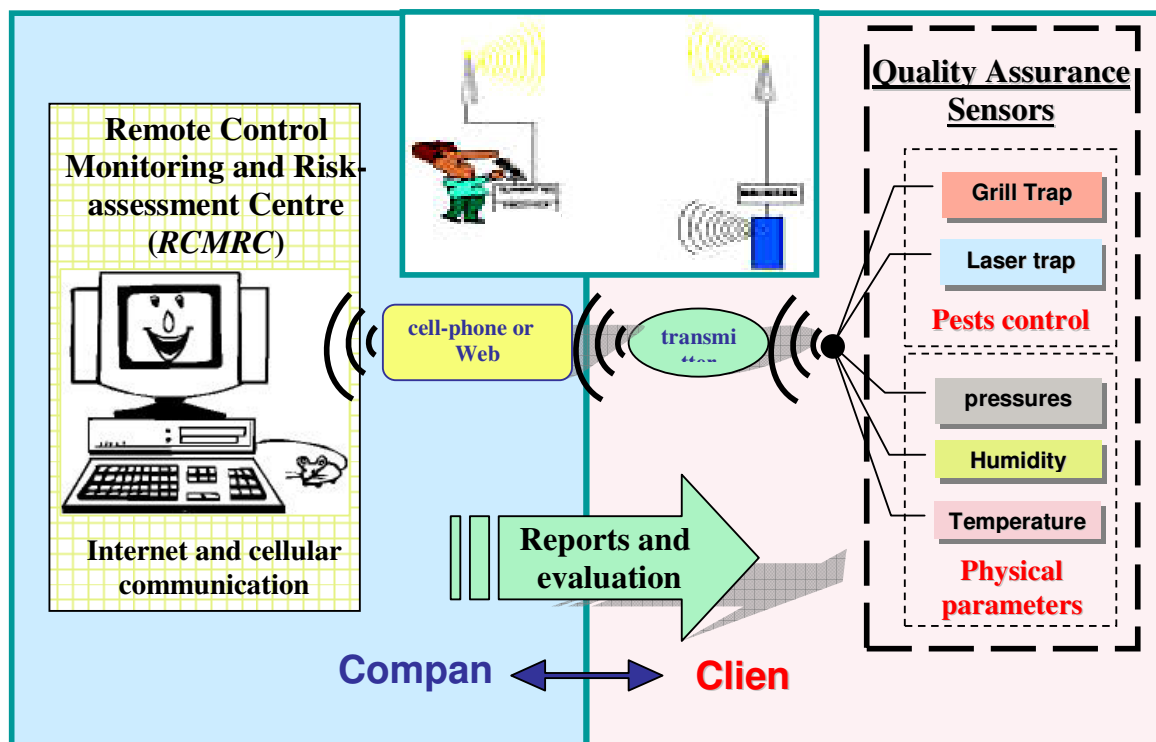 Remote Control
Monitoring and Risk-
assessment Centre
(RCMRC)
Internet and cellular
communication
cell-phone or
Web
transmi
Quality Assurance
Sensors
Grill Trap
Laser trap
Pests control
pressures
Humidity
Temperature
Physical
parameters
Reports and
evaluation
Compan
Clien